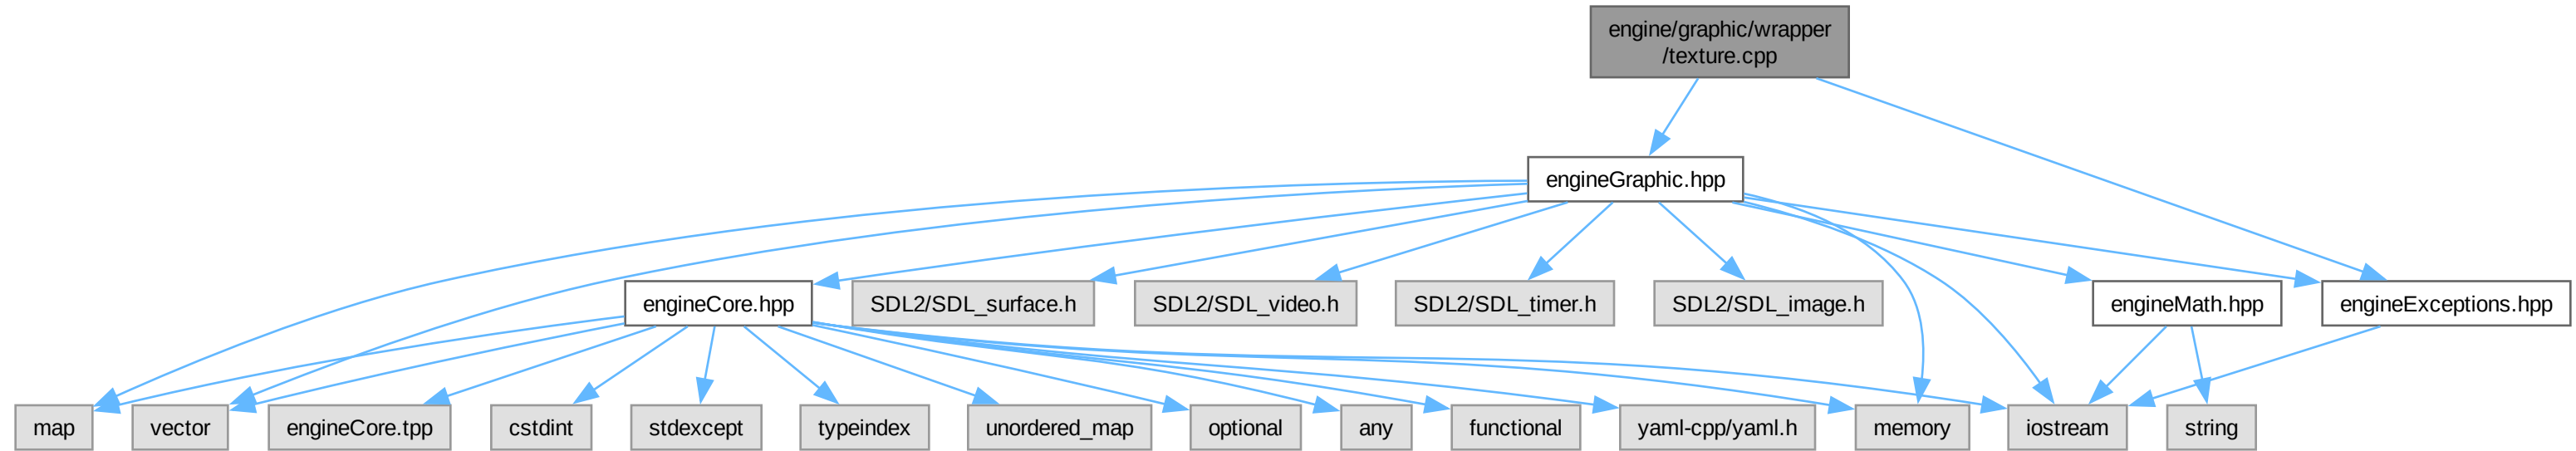 engine/graphic/wrapper
/texture.cpp
engineGraphic.hpp
engineCore.hpp
SDL2/SDL_surface.h
SDL2/SDL_video.h
SDL2/SDL_timer.h
SDL2/SDL_image.h
engineMath.hpp
engineExceptions.hpp
map
vector
engineCore.tpp
cstdint
stdexcept
typeindex
unordered_map
optional
any
functional
yaml-cpp/yaml.h
memory
iostream
string